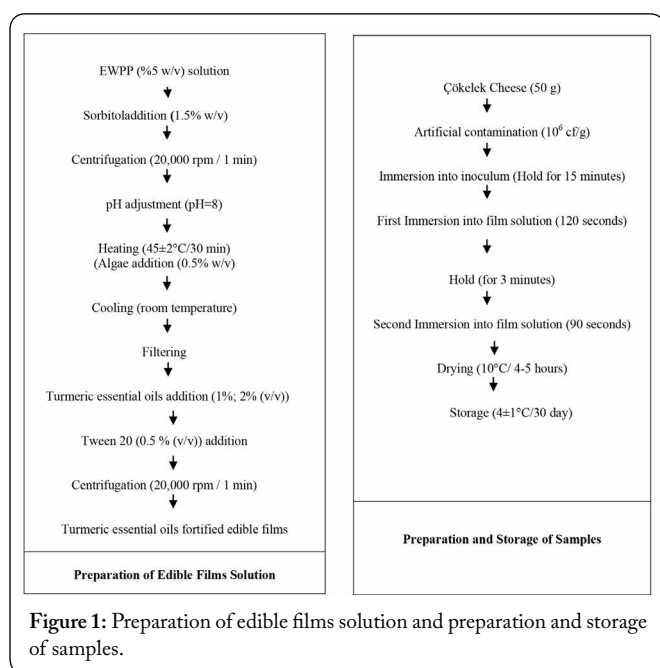 EWPP (%5 w/v) solution
Sorbitoladdition (1.5% w/v)
Centrifugation (20,000 rpm / 1 min)
pH adjustment (pH=8)
Heating (45±2°C/30 min)
(Algae addition (0.5% w/v)
Cooling (room temperature)
Filtering
Turmeric essential oils addition (1%; 2% (v/v))
Tween 20 (0.5 % (v/v)) addition
Centrifugation (20,000 rpm / 1 min)
Turmeric essential oils fortified edible films
Preparation of Edible Films Solution
Çökelek Cheese (50 g)
Artificial contamination (10⁶ cf/g)
Immersion into inoculum (Hold for 15 minutes)
First Immersion into film solution (120 seconds)
Hold (for 3 minutes)
Second Immersion into film solution (90 seconds)
Drying (10°C/ 4-5 hours)
Storage (4±1°C/30 day)
Preparation and Storage of Samples
Figure 1: Preparation of edible films solution and preparation and storage
of samples.